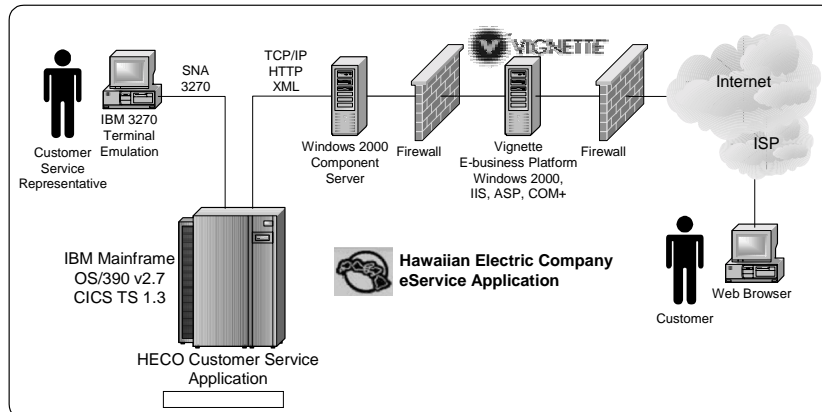 VIGNETTE
SNA
3270
TCP/IP
HTTP
XML
Internet
ISP
IBM 3270
Terminal
Emulation
Customer
Service
Representative
Windows 2000
Component
Server
Firewall
Vignette
E-business Platform
Windows 2000,
IIS, ASP, COM+
Firewall
IBM Mainframe
OS/390 v2.7
CICS TS 1.3
Hawaiian Electric Company
eService Application
Customer
Web Browser
HECO Customer Service
Application